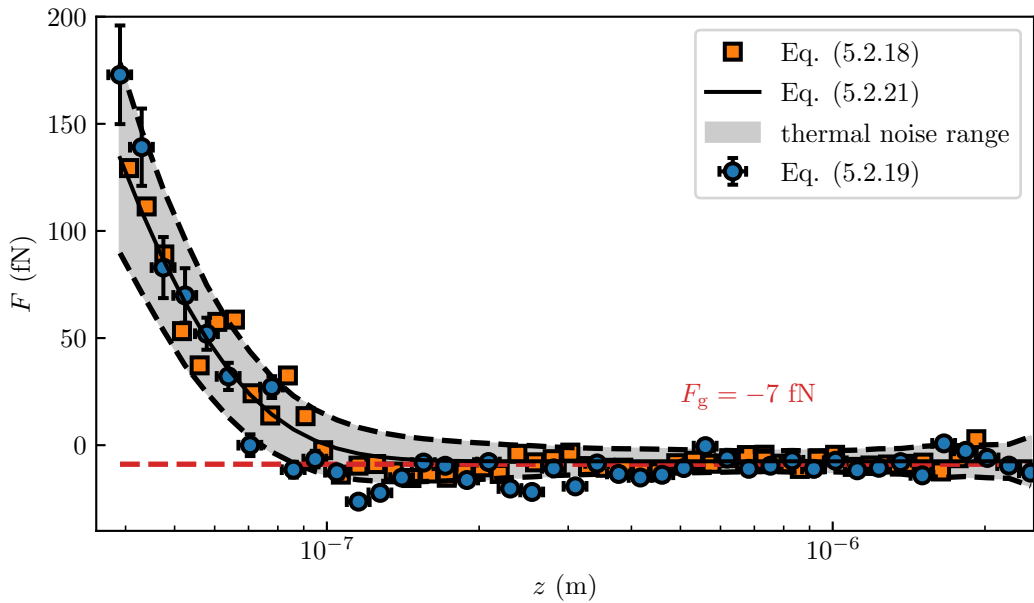 200
150
100
50
0
F (fN)
Eq. (5.2.18)
Eq. (5.2.21)
thermal noise range
Eq. (5.2.19)
F_g = −7 fN
10⁻⁷
10⁻⁶
z (m)